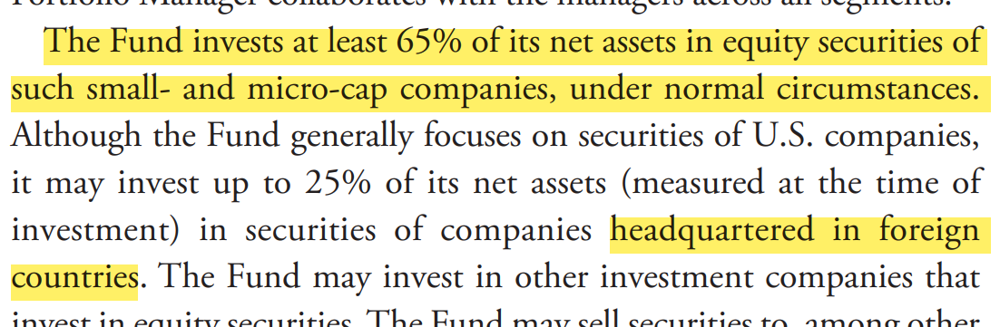 Portfolio Manager collaborates with the managers across all segments.
The Fund invests at least 65% of its net assets in equity securities of
such small- and micro-cap companies, under normal circumstances.
Although the Fund generally focuses on securities of U.S. companies,
it may invest up to 25% of its net assets (measured at the time of
investment) in securities of companies headquartered in foreign
countries. The Fund may invest in other investment companies that
invest in equity securities. The Fund may sell securities to, among other